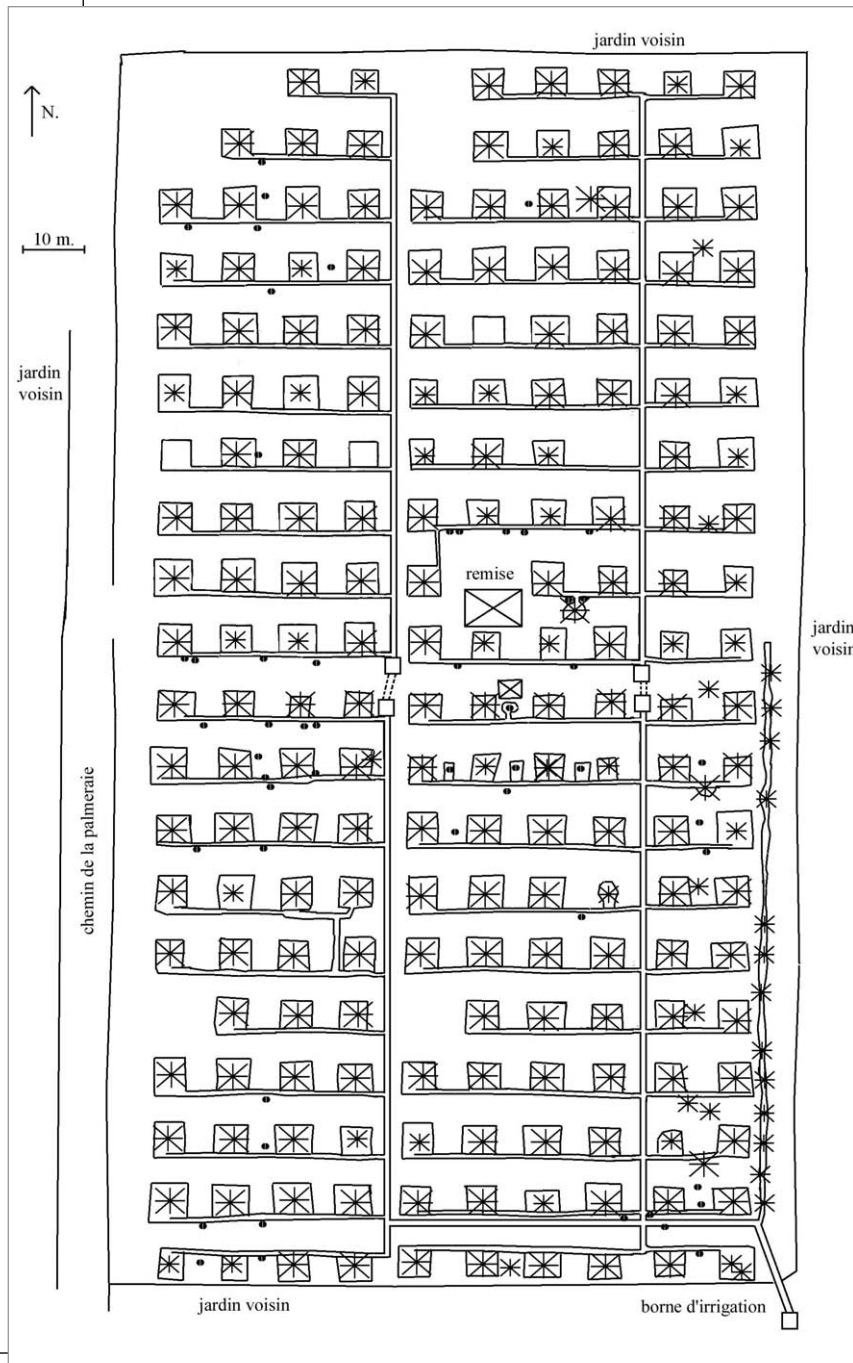 jardin voisin
N.
10 m.
jardin
voisin
remise
jardin
voisin
chemin de la palmeraie
jardin voisin
borne d'irrigation